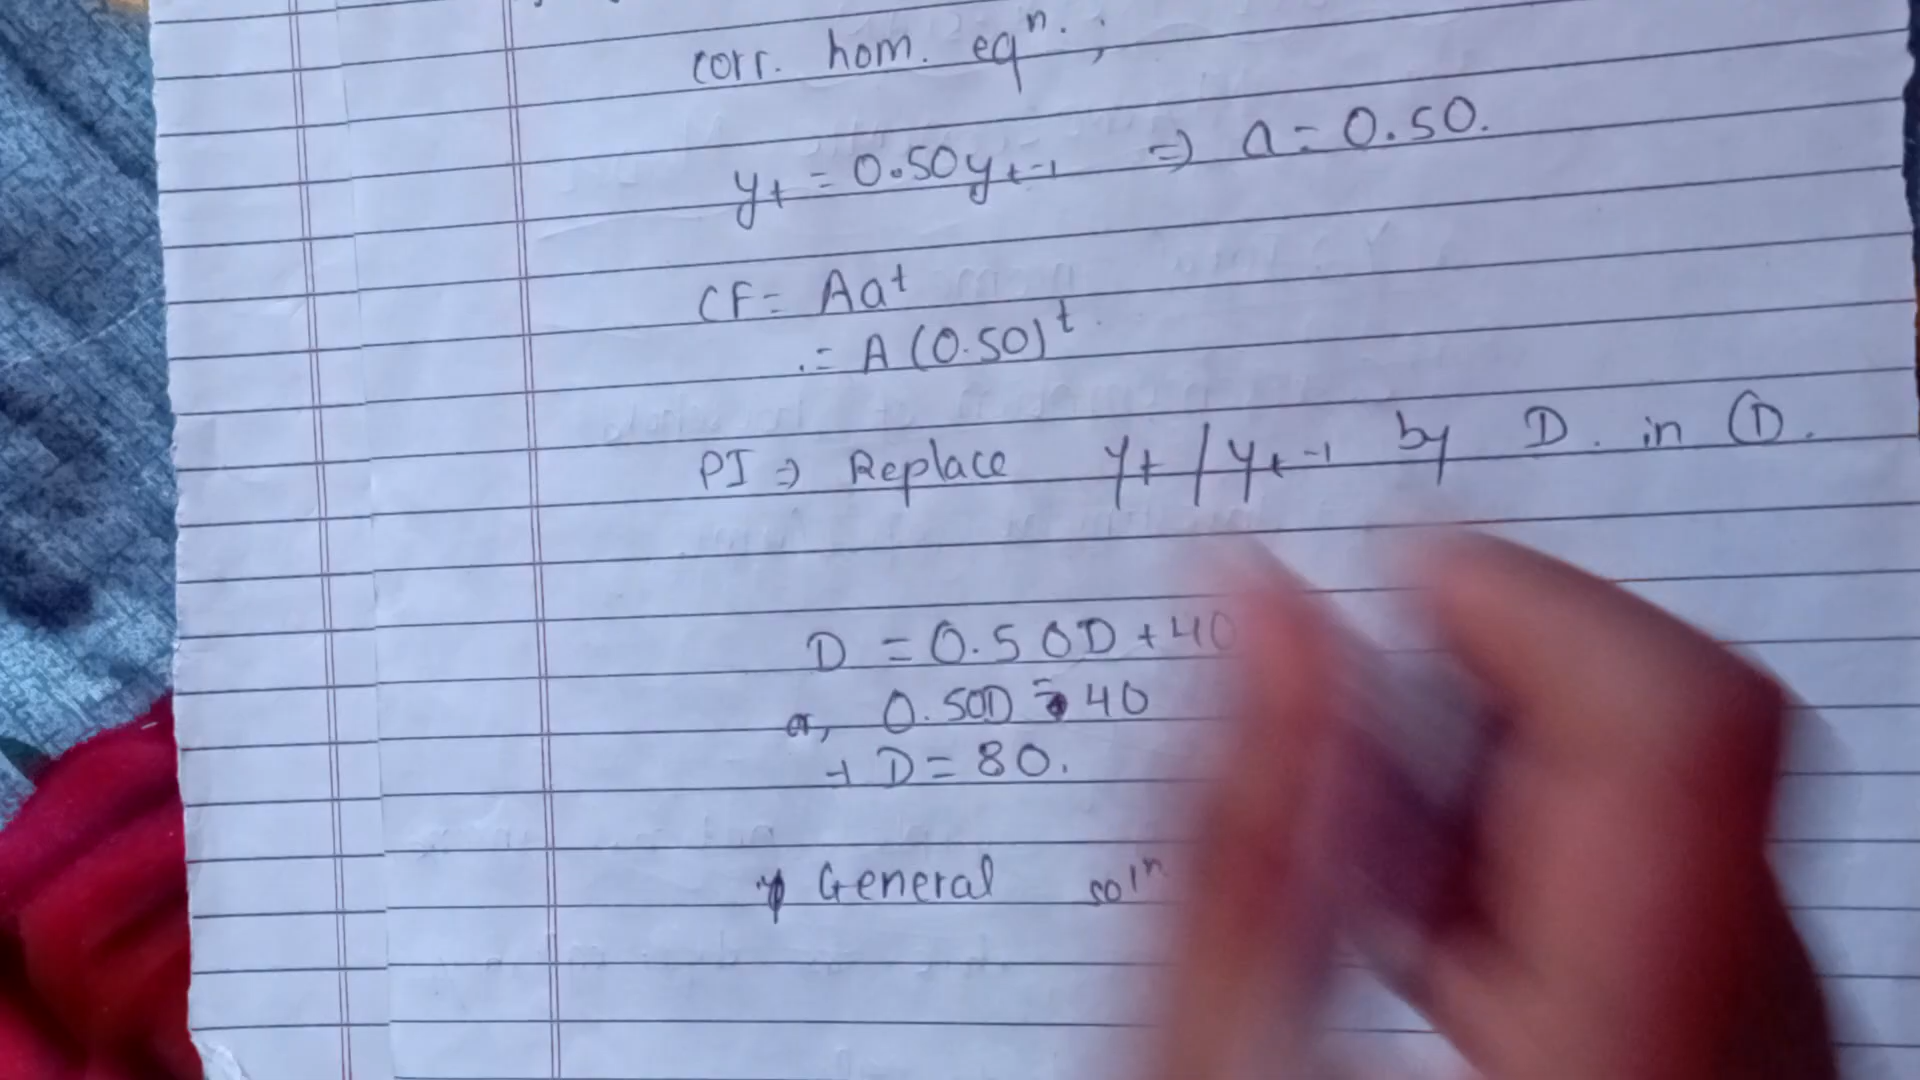 corr. hom. eqⁿ. ;
yₜ = 0.50yₜ₋₁ ⇒ a = 0.50.
CF = Aaᵗ
= A(0.50)ᵗ
PI ⇒ Replace yₜ / yₜ₋₁ by D. in ①.
D = 0.50D + 40
or, 0.50D = 40
→ D = 80.
General solⁿ